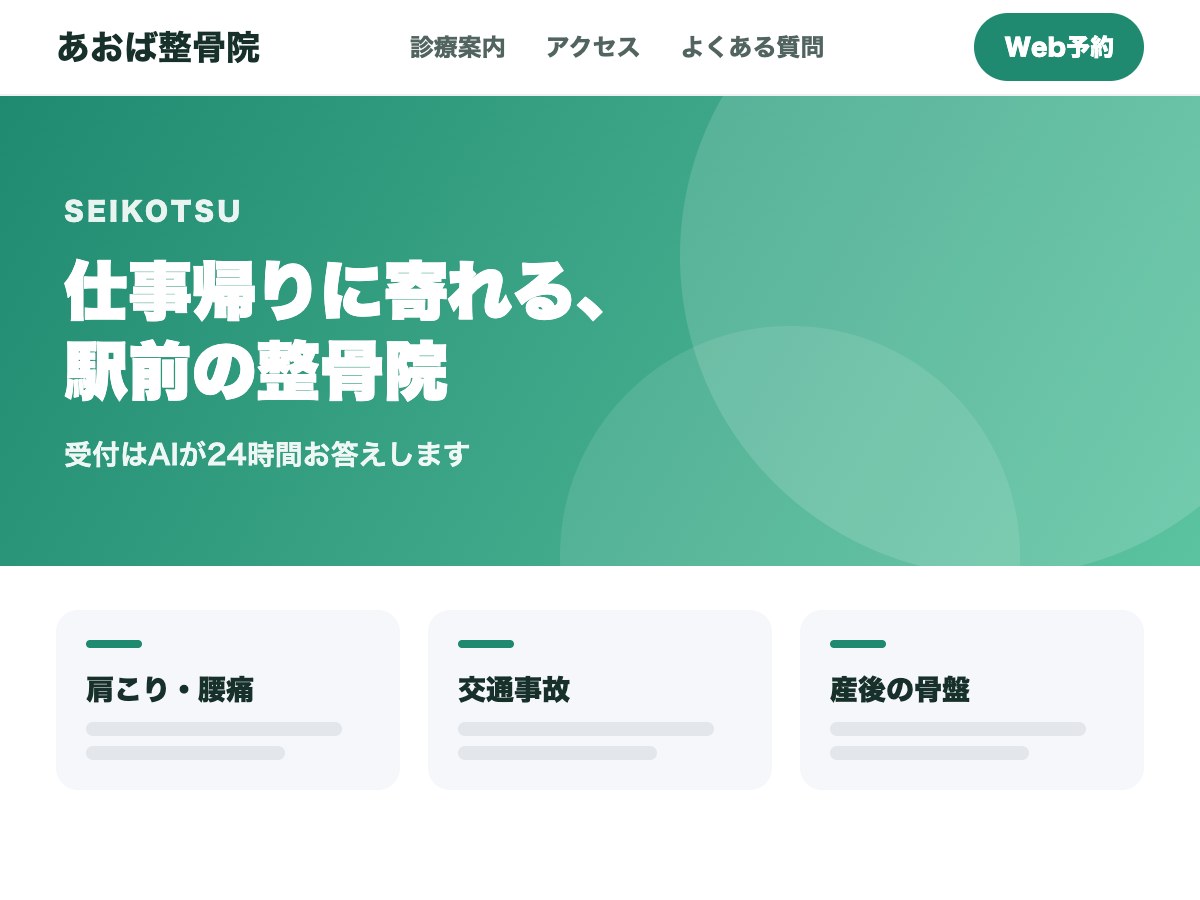 あおば整骨院
診療案内
アクセス
よくある質問
Web予約
SEIKOTSU
仕事帰りに寄れる、
駅前の整骨院
受付はAIが24時間お答えします
肩こり・腰痛
交通事故
産後の骨盤